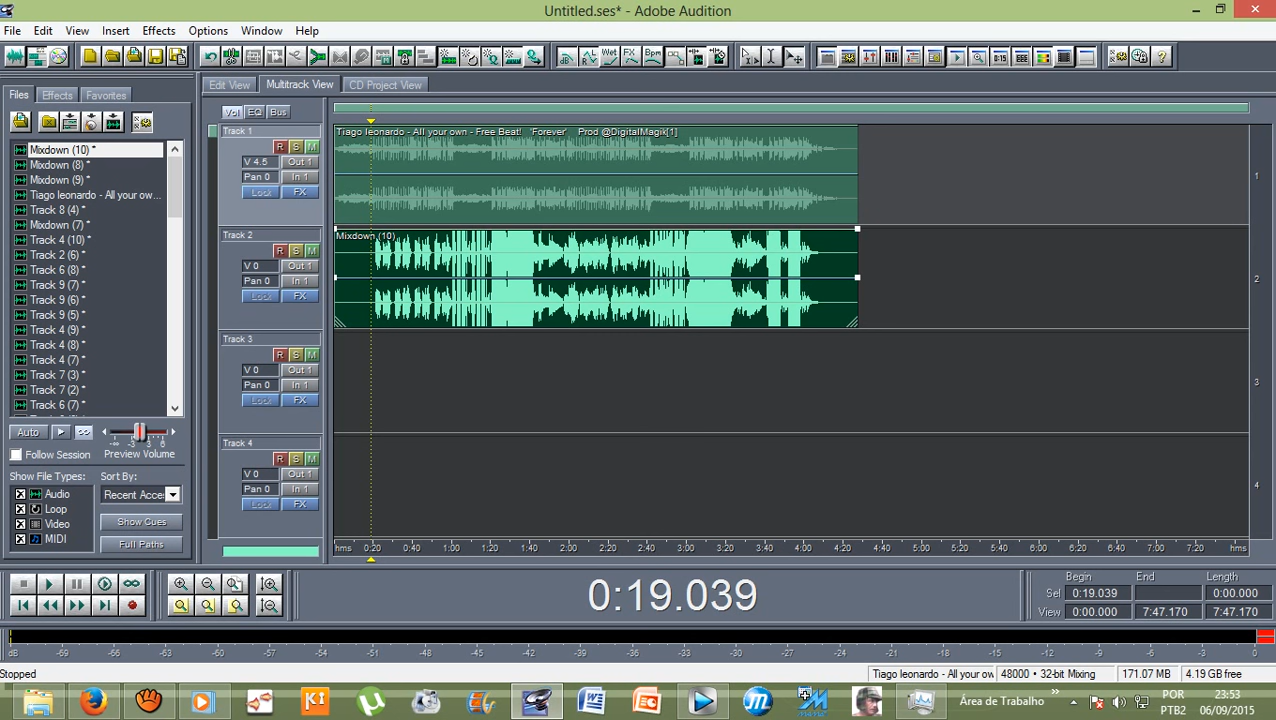 Untitled.ses* - Adobe Audition
File Edit View Insert Effects Options Window Help
Edit View Multitrack View CD Project View
Files Effects Favorites
Vol EQ Bus
Mixdown (10) *
Mixdown (8) *
Mixdown (9) *
Tiago leonardo - All your ow...
Track 8 (4) *
Mixdown (7) *
Track 4 (10) *
Track 2 (6) *
Track 6 (8) *
Track 9 (7) *
Track 9 (6) *
Track 9 (5) *
Track 4 (9) *
Track 4 (8) *
Track 4 (7) *
Track 7 (3) *
Track 7 (2) *
Track 6 (7) *
Auto
-∞ -3 3 6
Follow Session Preview Volume
Show File Types: Sort By:
Audio Recent Acces
Loop
Video Show Cues
MIDI Full Paths
Track 1
R S M
V 4.5 Out 1
Pan 0 In 1
Lock FX
Tiago leonardo - All your own - Free Beat! 'Forever' Prod @DigitalMagik[1]
1
Track 2
R S M
V 0 Out 1
Pan 0 In 1
Lock FX
Mixdown (10)
2
Track 3
R S M
V 0 Out 1
Pan 0 In 1
Lock FX
3
Track 4
R S M
V 0 Out 1
Pan 0 In 1
Lock FX
4
hms 0:20 0:40 1:00 1:20 1:40 2:00 2:20 2:40 3:00 3:20 3:40 4:00 4:20 4:40 5:00 5:20 5:40 6:00 6:20 6:40 7:00 7:20 hms
0:19.039
Begin End Length
Sel 0:19.039 0:00.000
View 0:00.000 7:47.170 7:47.170
dB -69 -66 -63 -60 -57 -54 -51 -48 -45 -42 -39 -36 -33 -30 -27 -24 -21 -18 -15 -12 -9 -6 -3 0
Stopped
Tiago leonardo - All your ow 48000 • 32-bit Mixing 171.07 MB 4.19 GB free
Área de Trabalho
POR 23:53
PTB2 06/09/2015